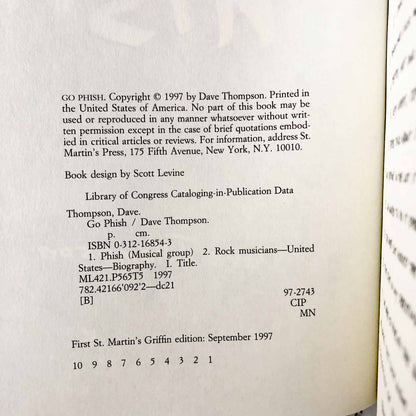 GO PHISH. Copyright © 1997 by Dave Thompson. Printed in
the United States of America. No part of this book may be
used or reproduced in any manner whatsoever without writ-
ten permission except in the case of brief quotations embod-
ied in critical articles or reviews. For information, address St.
Martin's Press, 175 Fifth Avenue, New York, N.Y. 10010.
Book design by Scott Levine
Library of Congress Cataloging-in-Publication Data
Thompson, Dave.
Go Phish / Dave Thompson.
p. cm.
ISBN 0-312-16854-3
1. Phish (Musical group) 2. Rock musicians—United
States—Biography. I. Title.
ML421.P565T5 1997
782.42166'092'2—dc21
[B]
97-2743
CIP
MN
First St. Martin's Griffin edition: September 1997
10 9 8 7 6 5 4 3 2 1